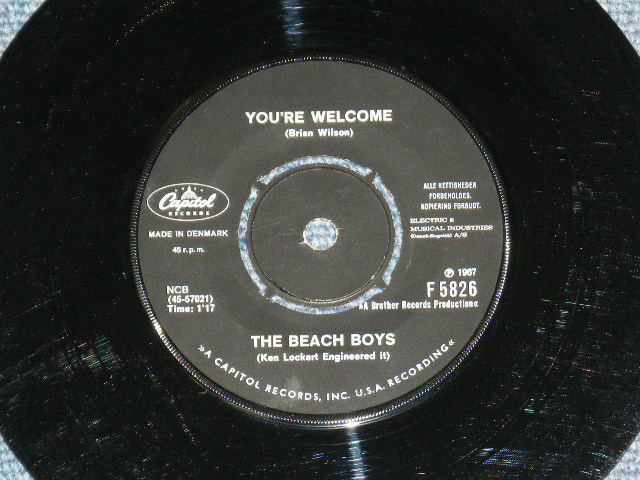 YOU'RE WELCOME
(Brian Wilson)
Capitol
RECORDS
MADE IN DENMARK
45 r.p.m.
ALLE RETTIGHEDER
FORBEHOLDES.
KOPIERING FORBUDT.
ELECTRIC &
MUSICAL INDUSTRIES
(Dansk-Engelsk) A/S
NCB
(45-57021)
Time: 1'17
℗ 1967
F 5826
»A Brother Records Production«
THE BEACH BOYS
(Ken Lockert Engineered it)
»A CAPITOL RECORDS, INC. U.S.A. RECORDING«